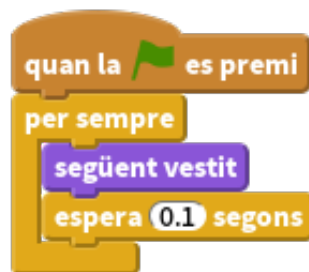 quan la es premi
per sempre
següent vestit
espera 0.1 segons